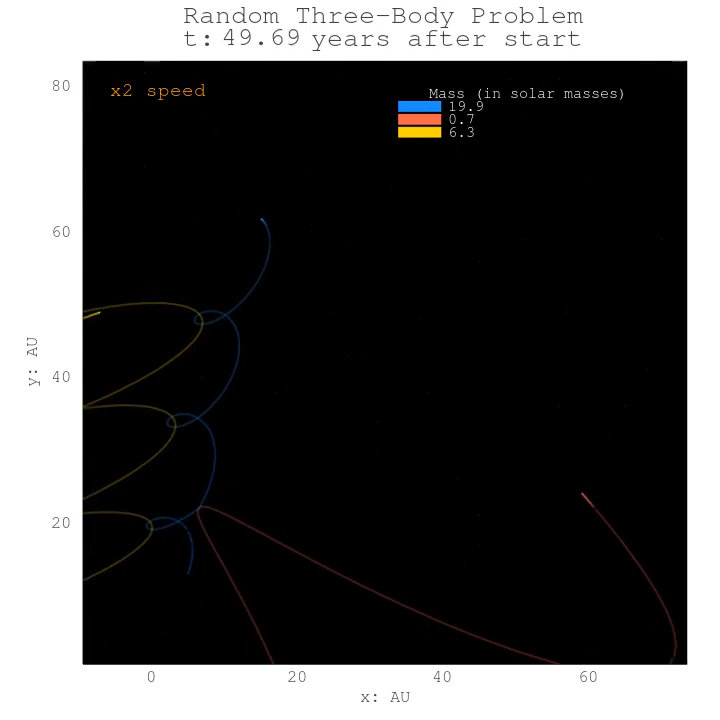 Random Three-Body Problem
t: 49.69 years after start
x2 speed
Mass (in solar masses)
19.9
0.7
6.3
80
60
40
20
y: AU
0 20 40 60
x: AU